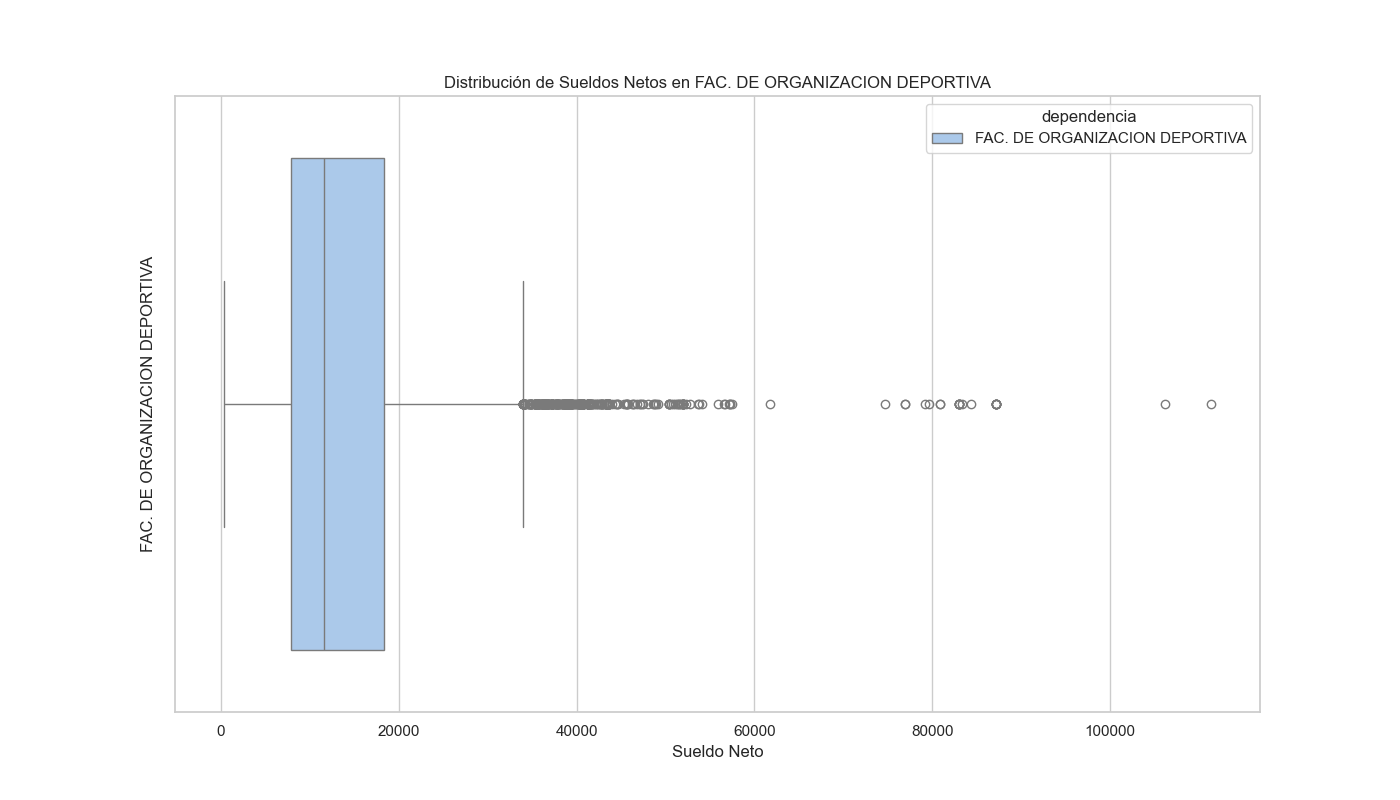 Distribución de Sueldos Netos en FAC. DE ORGANIZACION DEPORTIVA
dependencia
FAC. DE ORGANIZACION DEPORTIVA
FAC. DE ORGANIZACION DEPORTIVA
0 20000 40000 60000 80000 100000
Sueldo Neto